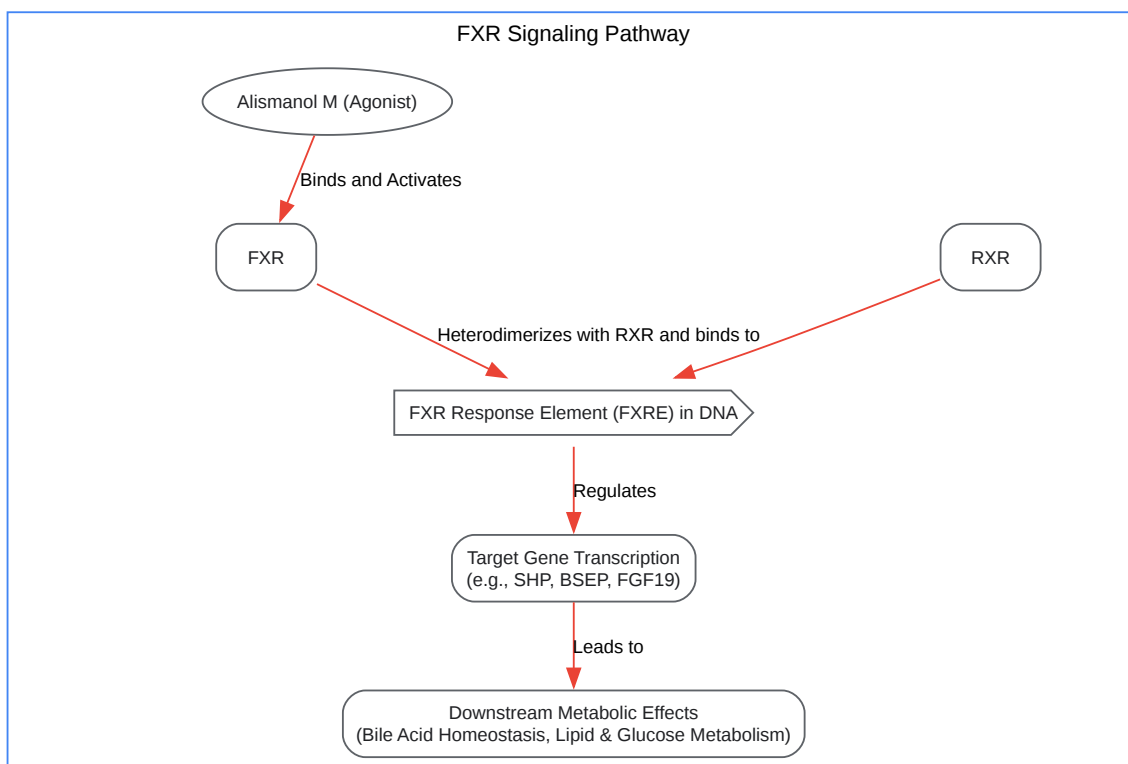 FXR Signaling Pathway
Alismanol M (Agonist)
Binds and Activates
FXR
RXR
Heterodimerizes with RXR and binds to
FXR Response Element (FXRE) in DNA
Regulates
Target Gene Transcription
(e.g., SHP, BSEP, FGF19)
Leads to
Downstream Metabolic Effects
(Bile Acid Homeostasis, Lipid & Glucose Metabolism)